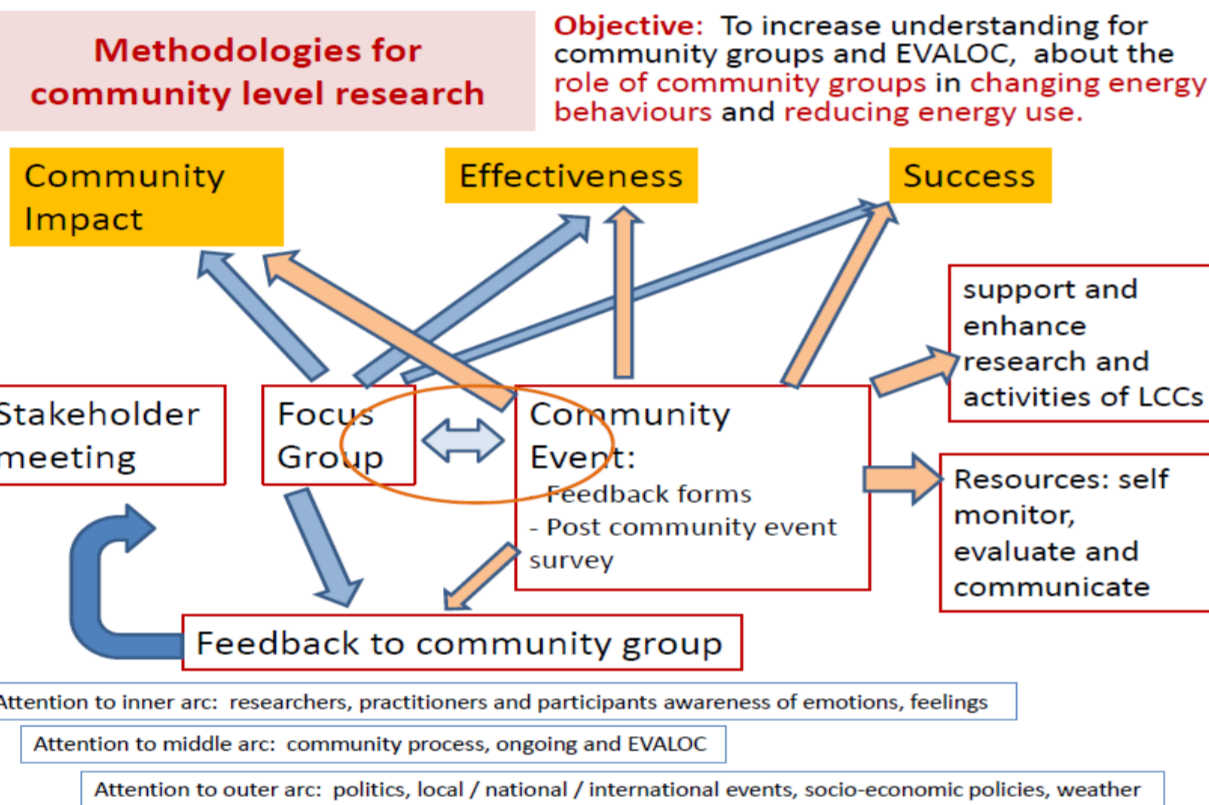 Methodologies for
community level research
Objective: To increase understanding for
community groups and EVALOC, about the
role of community groups in changing energy
behaviours and reducing energy use.
Community
Impact
Effectiveness
Success
support and
enhance
research and
activities of LCCs
Stakeholder
meeting
Focus
Group
Community
Event:
- Feedback forms
- Post community event
survey
Resources: self
monitor,
evaluate and
communicate
Feedback to community group
Attention to inner arc: researchers, practitioners and participants awareness of emotions, feelings
Attention to middle arc: community process, ongoing and EVALOC
Attention to outer arc: politics, local / national / international events, socio-economic policies, weather